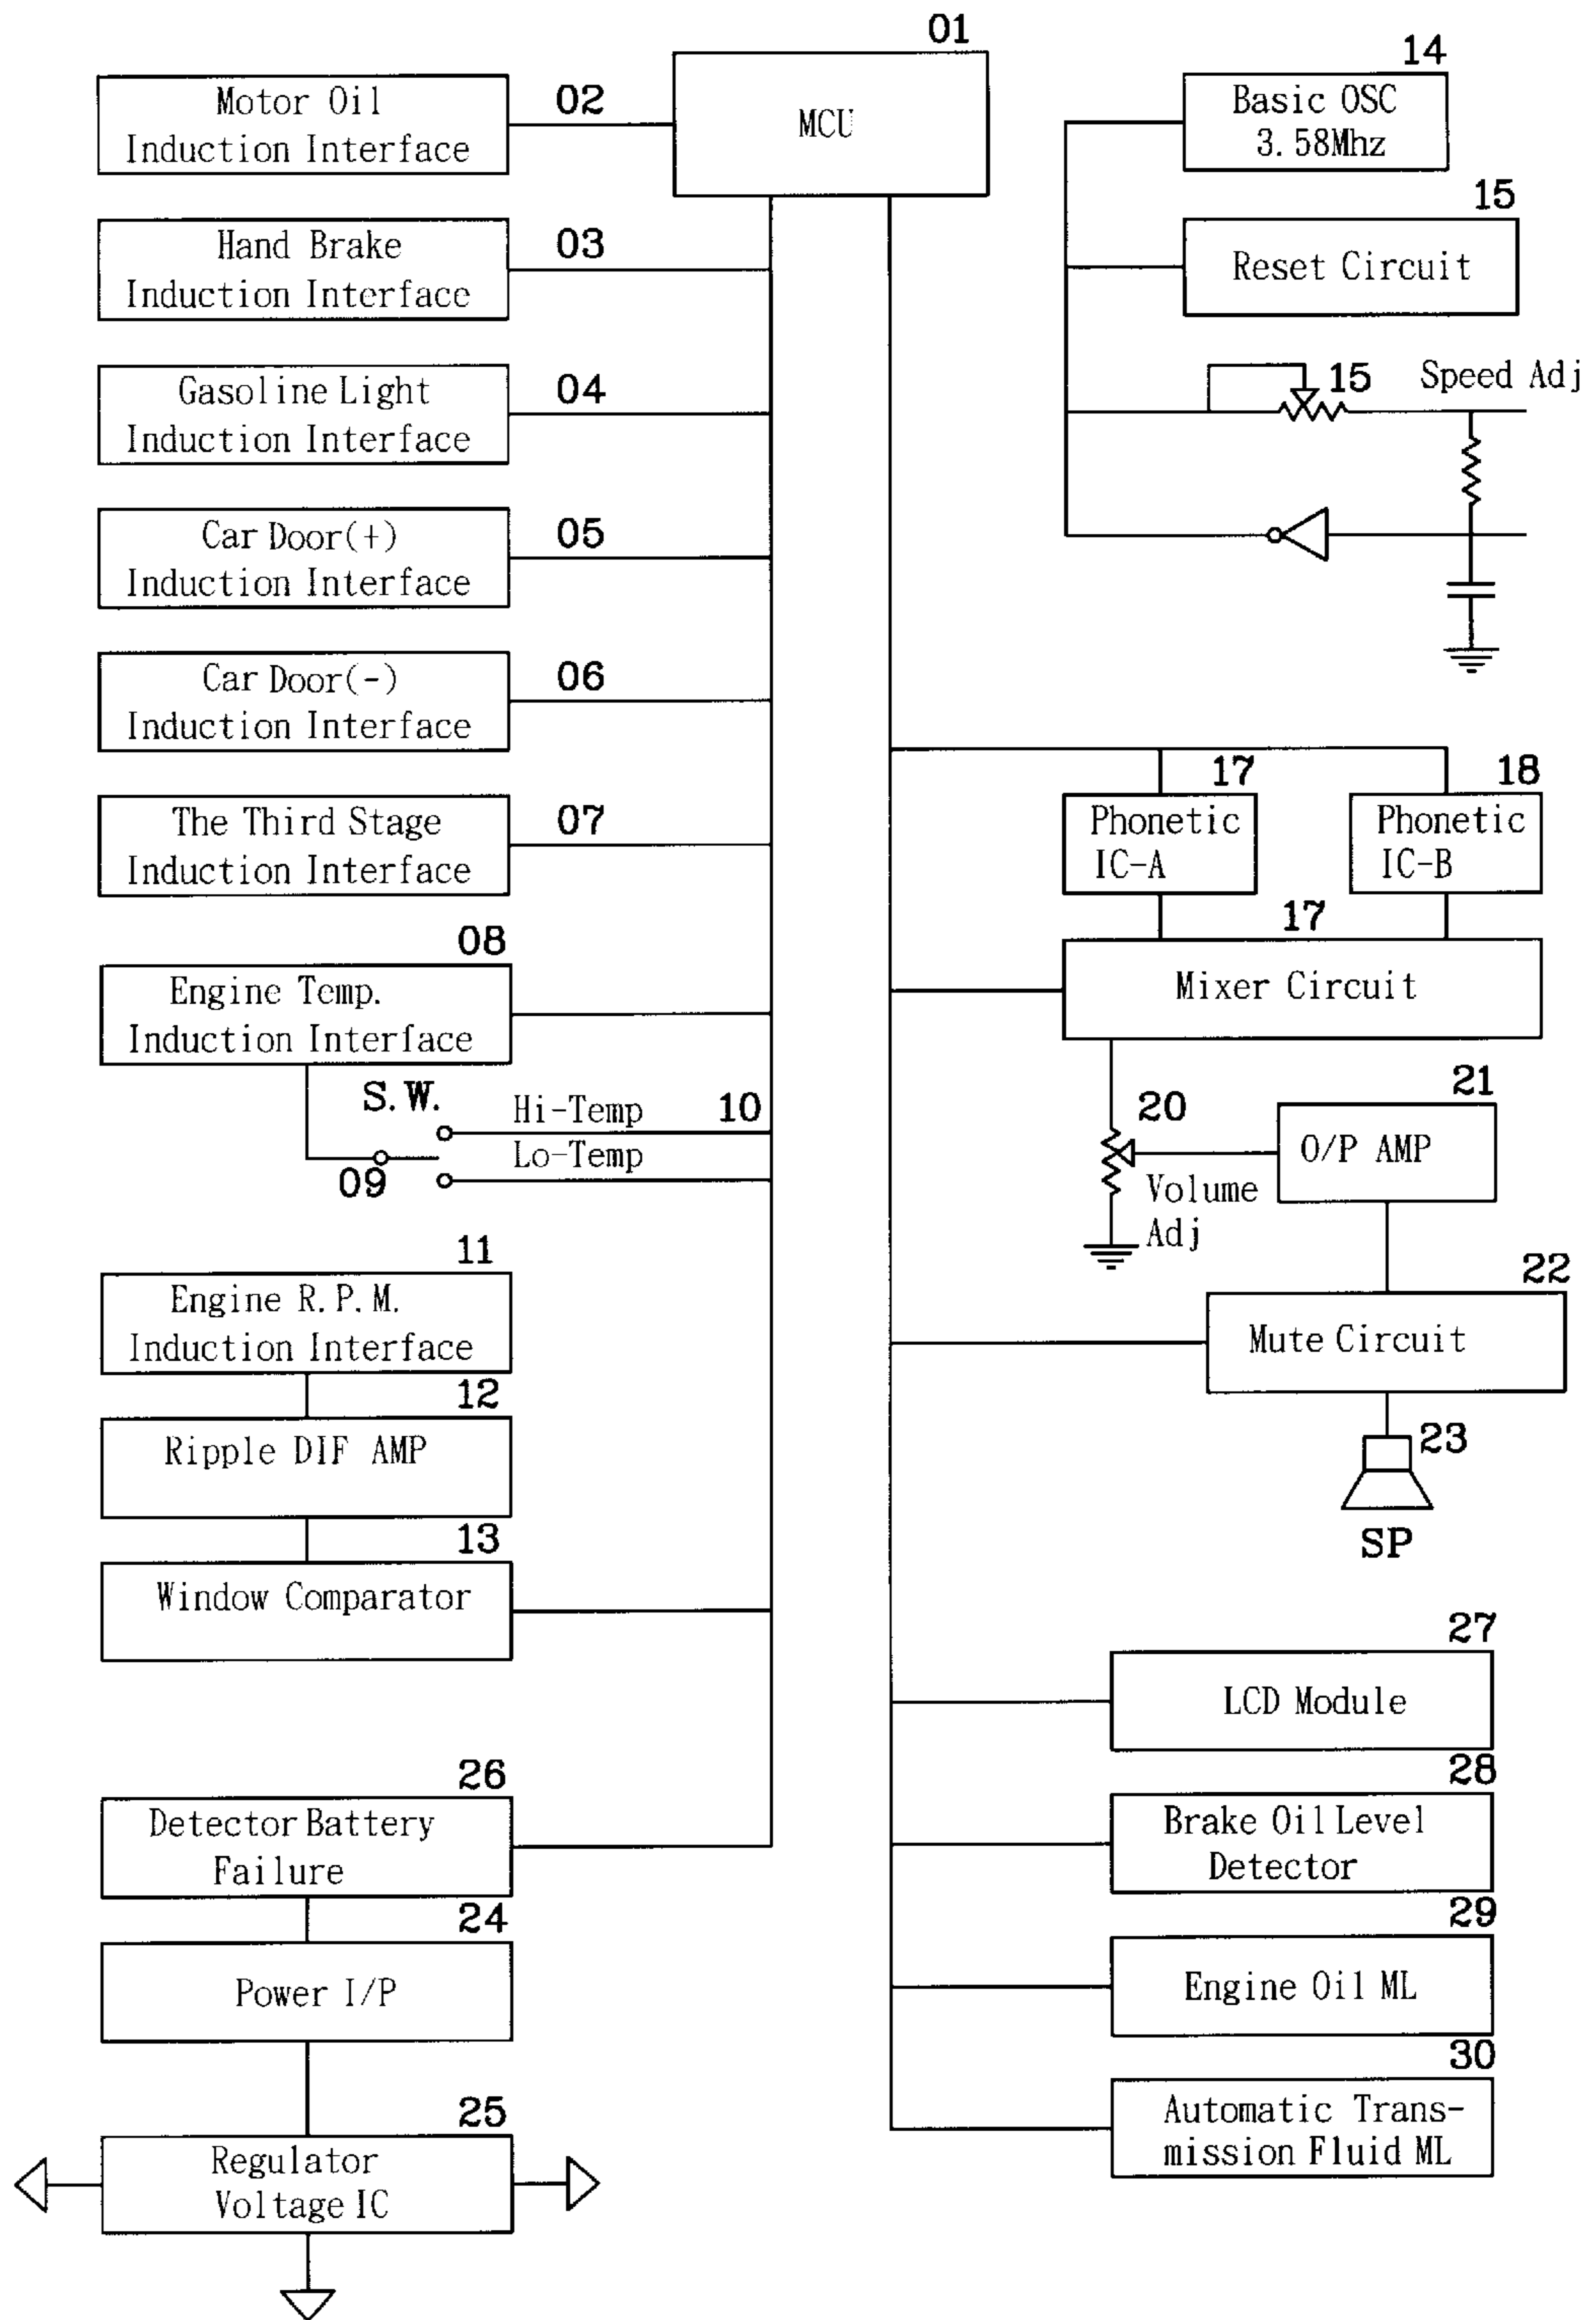 01
MCU
02
Motor Oil
Induction Interface
03
Hand Brake
Induction Interface
04
Gasoline Light
Induction Interface
05
Car Door(+)
Induction Interface
06
Car Door(-)
Induction Interface
07
The Third Stage
Induction Interface
08
Engine Temp.
Induction Interface
S.W.
09
Hi-Temp
10
Lo-Temp
11
Engine R.P.M.
Induction Interface
12
Ripple DIF AMP
13
Window Comparator
26
Detector Battery
Failure
24
Power I/P
25
Regulator
Voltage IC
14
Basic OSC
3.58Mhz
15
Reset Circuit
15
Speed Adj
17
Phonetic
IC-A
18
Phonetic
IC-B
17
Mixer Circuit
20
Volume
Adj
21
O/P AMP
22
Mute Circuit
23
SP
27
LCD Module
28
Brake Oil Level
Detector
29
Engine Oil ML
30
Automatic Trans-
mission Fluid ML